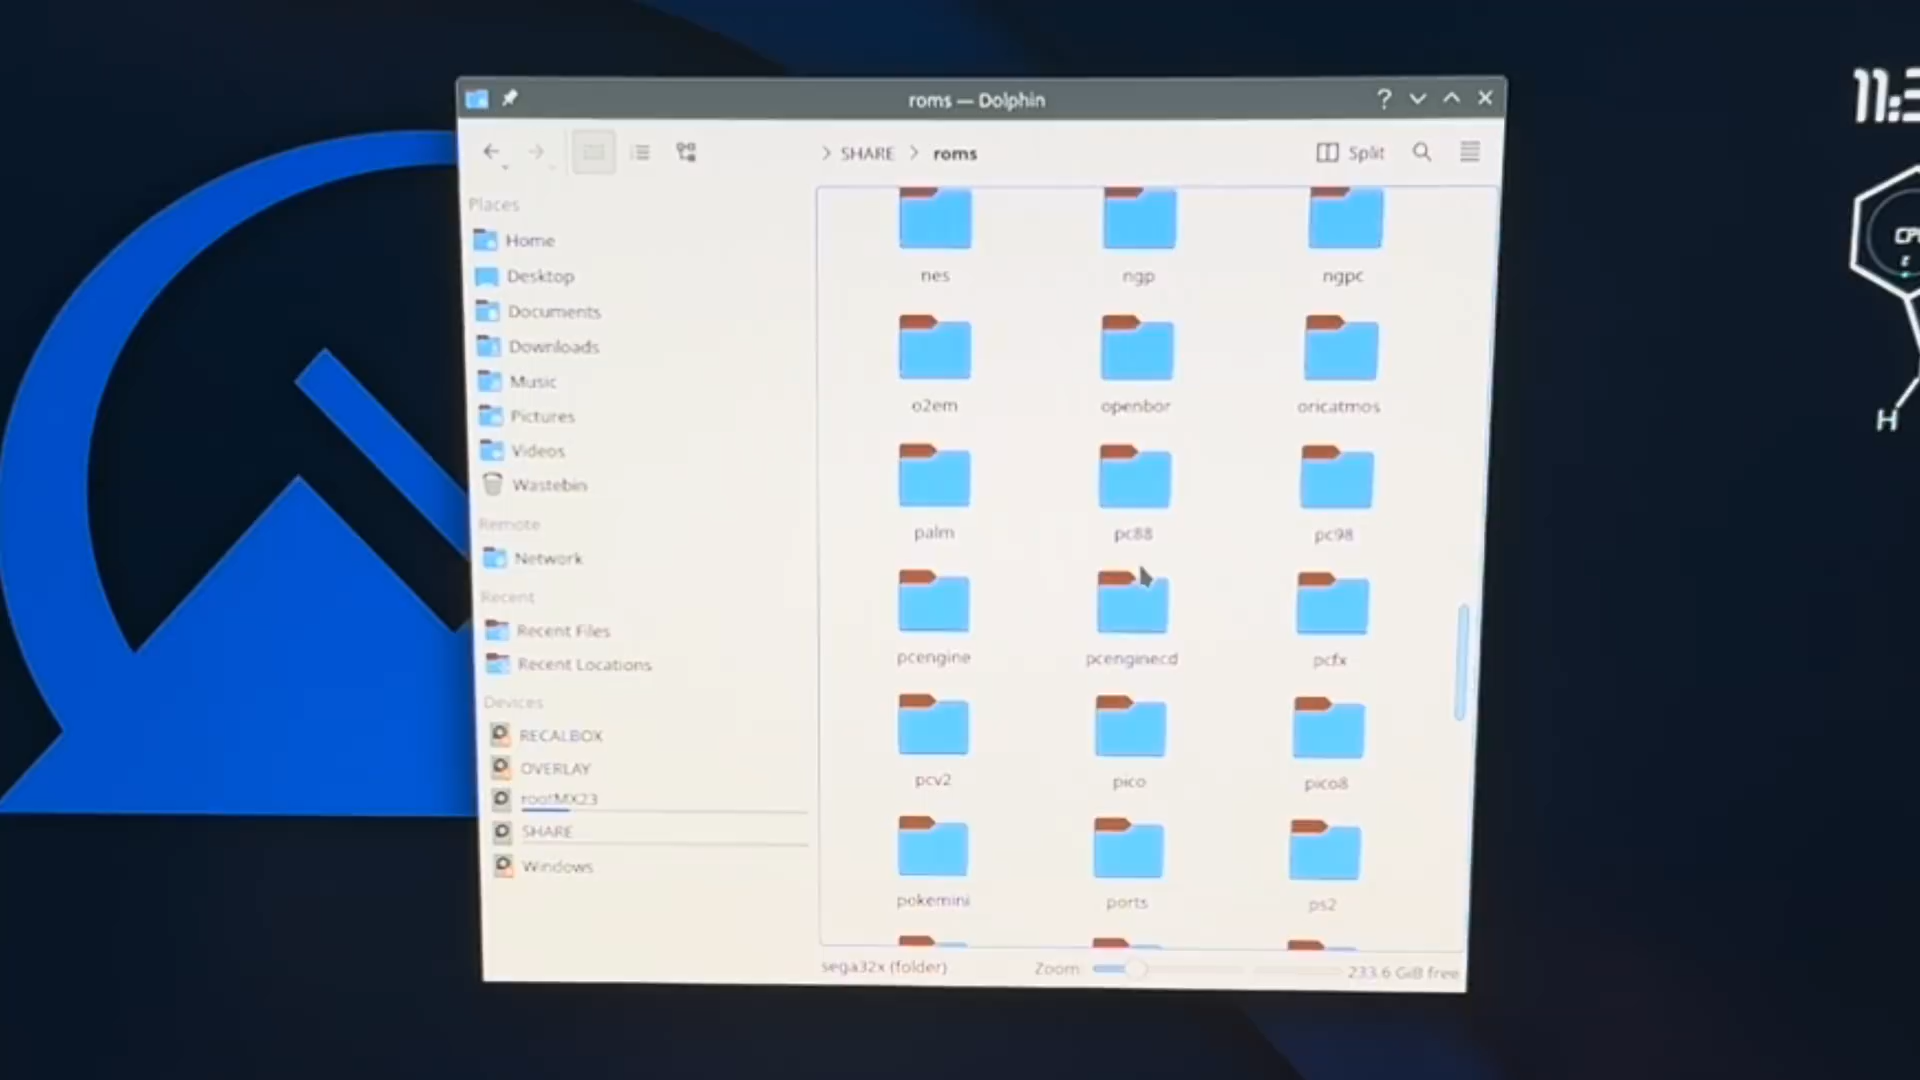 roms — Dolphin
SHARE > roms
Split
Places
Home
Desktop
Documents
Downloads
Music
Pictures
Videos
Wastebin
Remote
Network
Recent
Recent Files
Recent Locations
Devices
RECALBOX
OVERLAY
rootMX23
SHARE
Windows
nes ngp ngpc
o2em openbor oricatmos
palm pc88 pc98
pcengine pcenginecd pcfx
pcv2 pico pico8
pokemini ports ps2
sega32x (folder)
Zoom:
233.6 GiB free
H